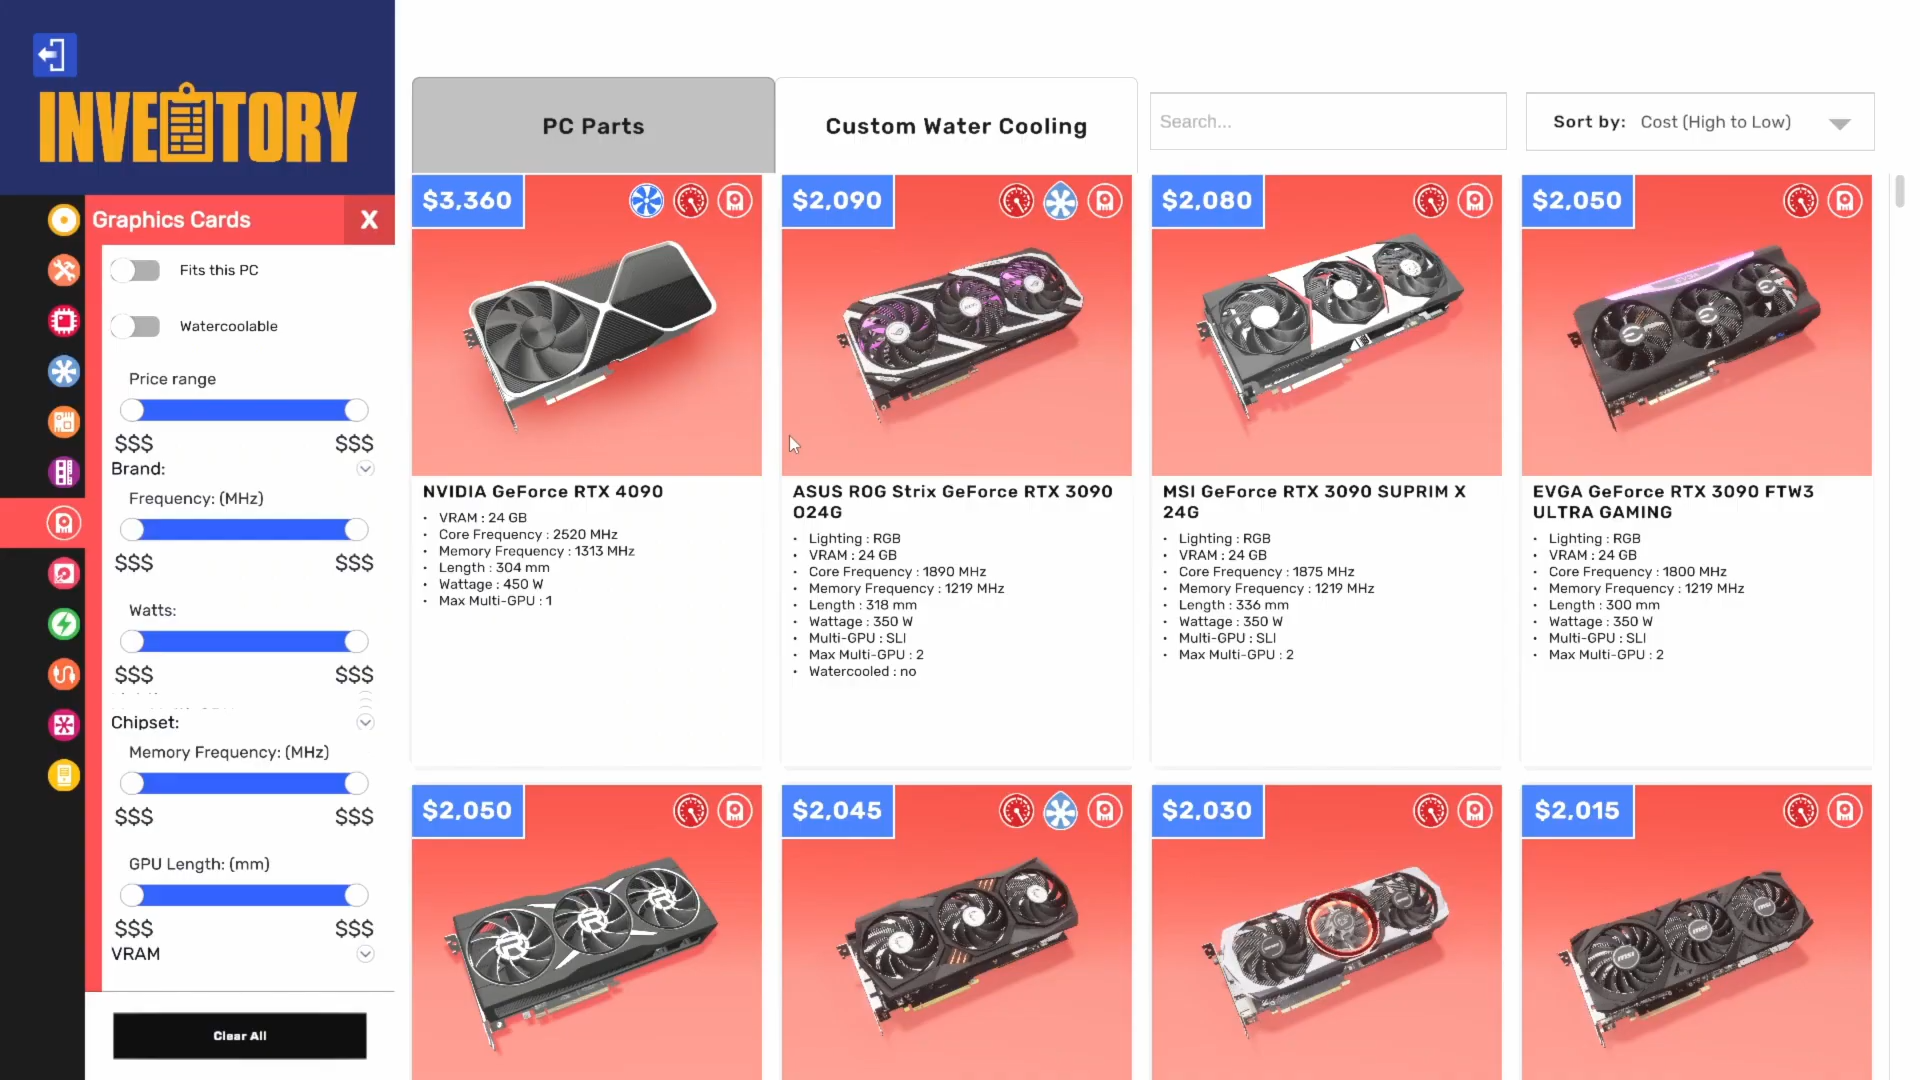 INVENTORY
PC Parts
Custom Water Cooling
Search...
Sort by: Cost (High to Low)
Graphics Cards
X
Fits this PC
Watercoolable
Price range
$$$ $$$
Brand:
Frequency: (MHz)
$$$ $$$
Watts:
$$$ $$$
Chipset:
Memory Frequency: (MHz)
$$$ $$$
GPU Length: (mm)
$$$ $$$
VRAM
Clear All
$3,360
NVIDIA GeForce RTX 4090
• VRAM : 24 GB
• Core Frequency : 2520 MHz
• Memory Frequency : 1313 MHz
• Length : 304 mm
• Wattage : 450 W
• Max Multi-GPU : 1
$2,090
ASUS ROG Strix GeForce RTX 3090
O24G
• Lighting : RGB
• VRAM : 24 GB
• Core Frequency : 1890 MHz
• Memory Frequency : 1219 MHz
• Length : 318 mm
• Wattage : 350 W
• Multi-GPU : SLI
• Max Multi-GPU : 2
• Watercooled : no
$2,080
MSI GeForce RTX 3090 SUPRIM X
24G
• Lighting : RGB
• VRAM : 24 GB
• Core Frequency : 1875 MHz
• Memory Frequency : 1219 MHz
• Length : 336 mm
• Wattage : 350 W
• Multi-GPU : SLI
• Max Multi-GPU : 2
$2,050
EVGA GeForce RTX 3090 FTW3
ULTRA GAMING
• Lighting : RGB
• VRAM : 24 GB
• Core Frequency : 1800 MHz
• Memory Frequency : 1219 MHz
• Length : 300 mm
• Wattage : 350 W
• Multi-GPU : SLI
• Max Multi-GPU : 2
$2,050
$2,045
$2,030
$2,015